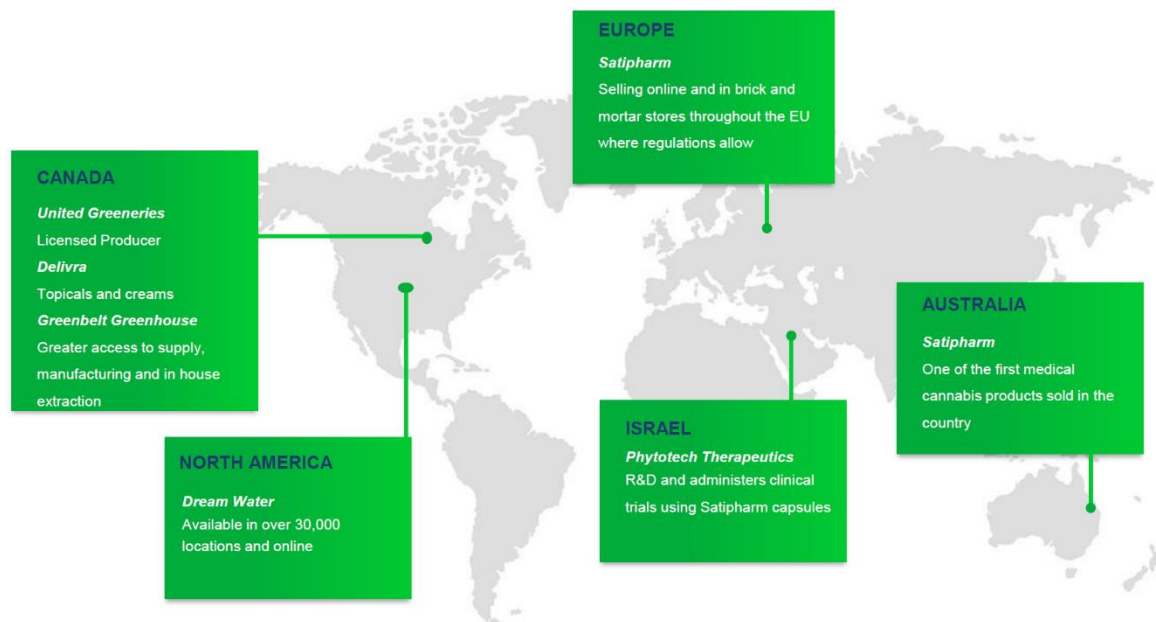 EUROPE
Satipharm
Selling online and in brick and
mortar stores throughout the EU
where regulations allow
CANADA
United Greeneries
Licensed Producer
Delivra
Topicals and creams
Greenbelt Greenhouse
Greater access to supply,
manufacturing and in house
extraction
AUSTRALIA
Satipharm
One of the first medical
cannabis products sold in the
country
ISRAEL
Phytotech Therapeutics
R&D and administers clinical
trials using Satipharm capsules
NORTH AMERICA
Dream Water
Available in over 30,000
locations and online